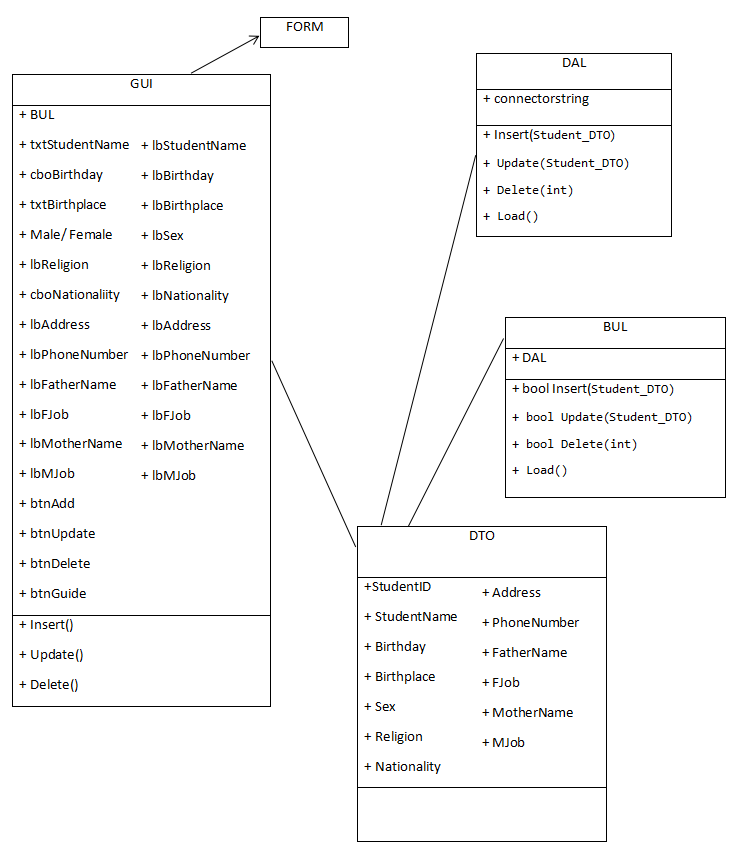 FORM
GUI
+ BUL
+ txtStudentName + lbStudentName
+ cboBirthday + lbBirthday
+ txtBirthplace + lbBirthplace
+ Male/ Female + lbSex
+ lbReligion + lbReligion
+ cboNationaliity + lbNationality
+ lbAddress + lbAddress
+ lbPhoneNumber + lbPhoneNumber
+ lbFatherName + lbFatherName
+ lbFJob + lbFJob
+ lbMotherName + lbMotherName
+ lbMJob + lbMJob
+ btnAdd
+ btnUpdate
+ btnDelete
+ btnGuide
+ Insert()
+ Update()
+ Delete()
DAL
+ connectorstring
+ Insert(Student_DTO)
+ Update(Student_DTO)
+ Delete(int)
+ Load()
BUL
+ DAL
+ bool Insert(Student_DTO)
+ bool Update(Student_DTO)
+ bool Delete(int)
+ Load()
DTO
+StudentID
+ StudentName
+ Birthday
+ Birthplace
+ Sex
+ Religion
+ Nationality
+ Address
+ PhoneNumber
+ FatherName
+ FJob
+ MotherName
+ MJob